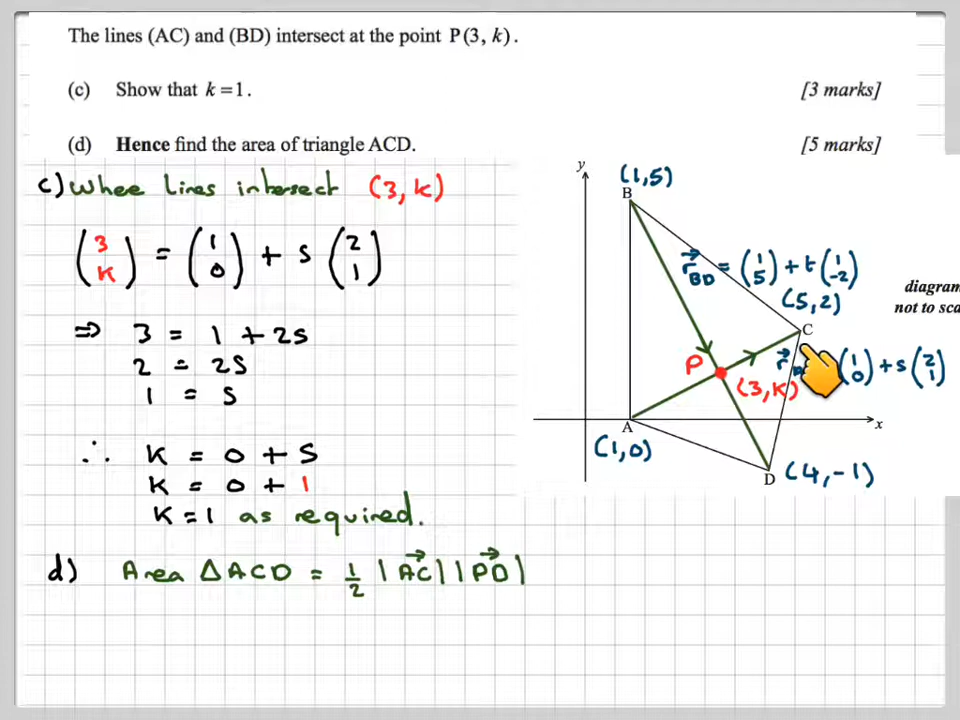 The lines (AC) and (BD) intersect at the point P(3, k).
(c) Show that k = 1. [3 marks]
(d) Hence find the area of triangle ACD. [5 marks]
c) Whee Lines intersect (3, k)
(3 K) = (1 0) + s (2 1)
⇒ 3 = 1 + 2s
2 = 2s
1 = s
∴ K = 0 + s
K = 0 + 1
K = 1 as required.
d) Area △ACD = 1/2 |AC→| |PD→|
y
(1,5)
B
r→BD = (1 5) + t(1 -2)
(5,2)
diagram
not to sca
C
P
r→
(1 0) + s(2 1)
(3,K)
x
A
(1,0)
D (4,-1)